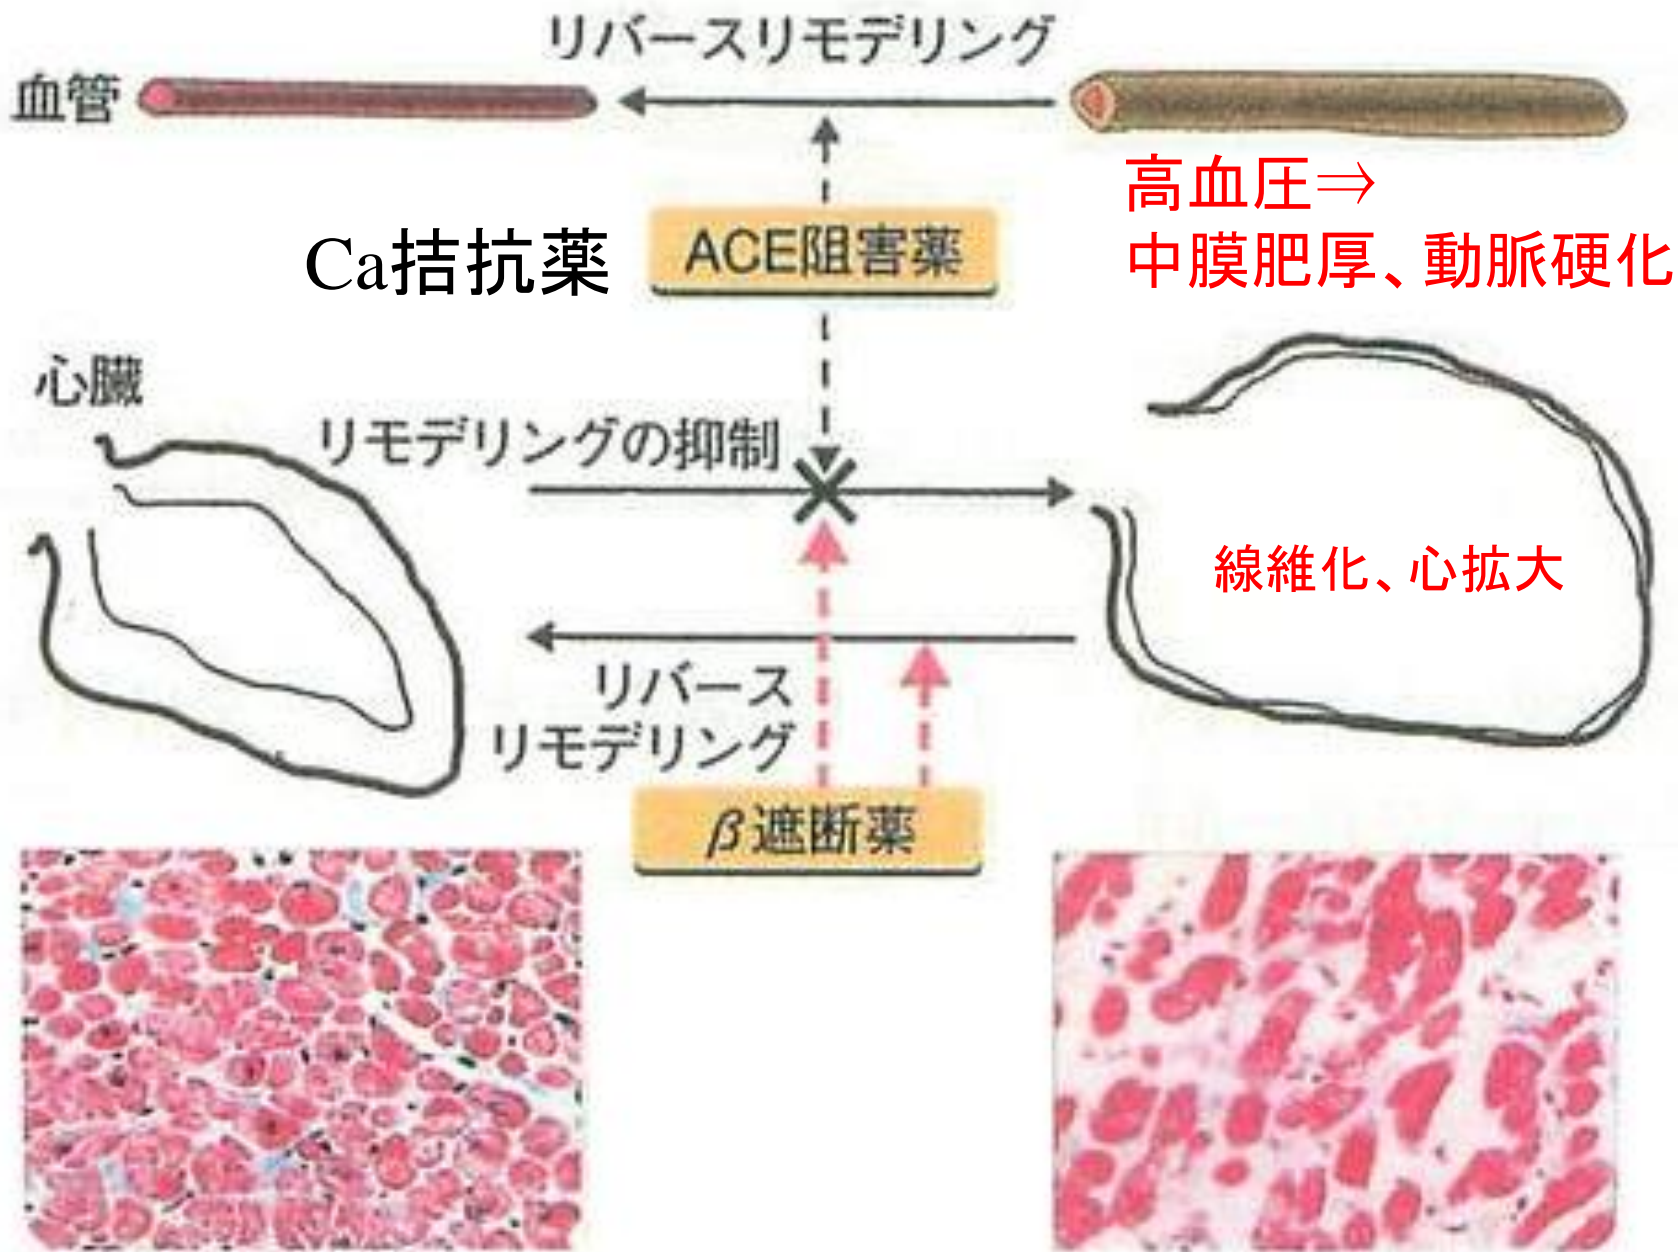 リバースリモデリング
血管
高血圧⇒
中膜肥厚、動脈硬化
Ca拮抗薬
ACE阻害薬
心臓
リモデリングの抑制
線維化、心拡大
リバース
リモデリング
β遮断薬